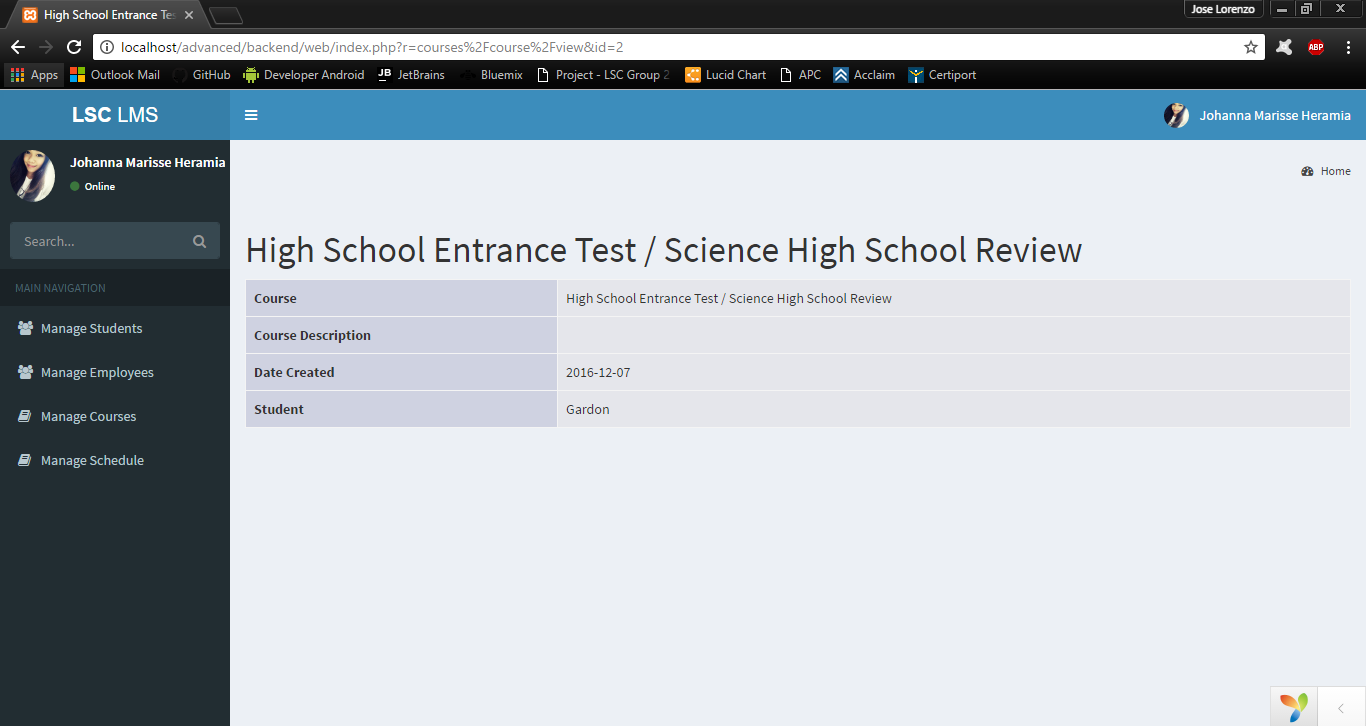 High School Entrance Tes
Jose Lorenzo
localhost/advanced/backend/web/index.php?r=courses%2Fcourse%2Fview&id=2
ABP
Apps
Outlook Mail
GitHub
Developer Android
JB JetBrains
Bluemix
Project - LSC Group 2
Lucid Chart
APC
Acclaim
Certiport
LSC LMS
Johanna Marisse Heramia
Johanna Marisse Heramia
Online
Home
Search...
MAIN NAVIGATION
Manage Students
Manage Employees
Manage Courses
Manage Schedule
High School Entrance Test / Science High School Review
Course High School Entrance Test / Science High School Review
Course Description
Date Created 2016-12-07
Student Gardon